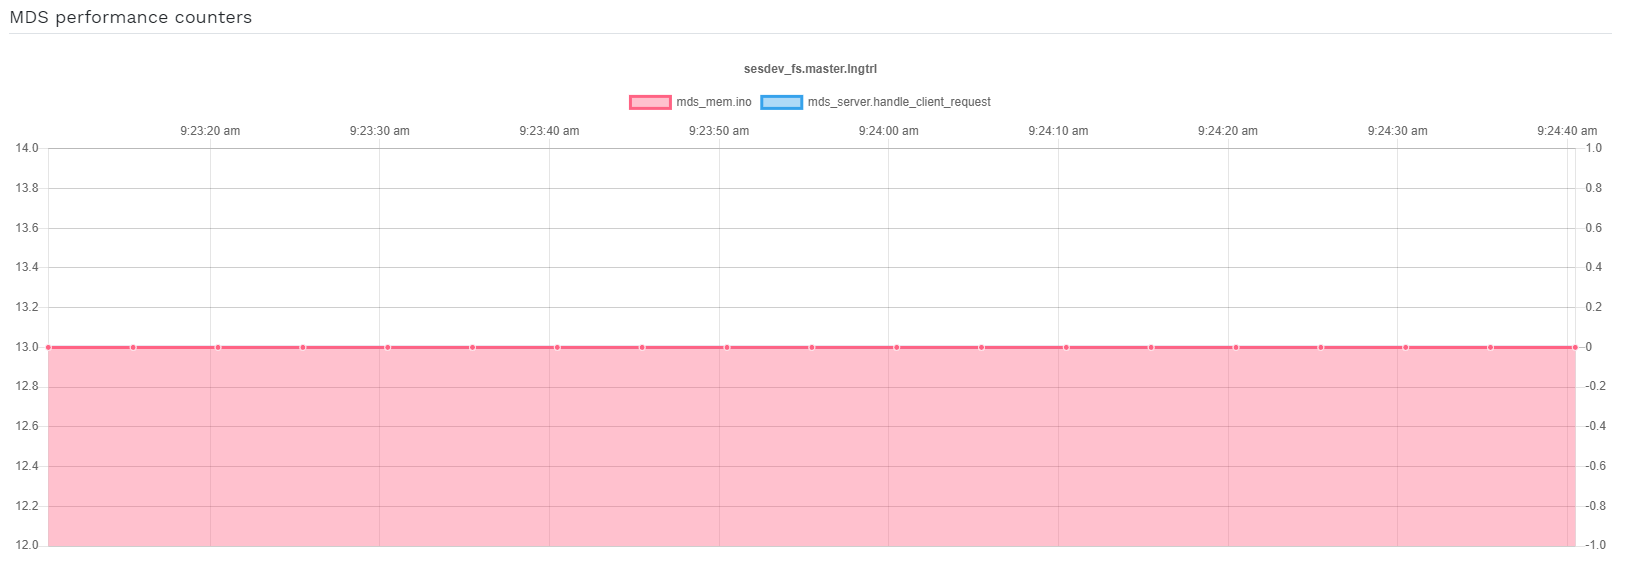 MDS performance counters
sesdev_fs.master.lngtrl
mds_mem.ino mds_server.handle_client_request
9:23:20 am 9:23:30 am 9:23:40 am 9:23:50 am 9:24:00 am 9:24:10 am 9:24:20 am 9:24:30 am 9:24:40 am
14.0 1.0
13.8 0.8
13.6 0.6
13.4 0.4
13.2 0.2
13.0 0
12.8 -0.2
12.6 -0.4
12.4 -0.6
12.2 -0.8
12.0 -1.0